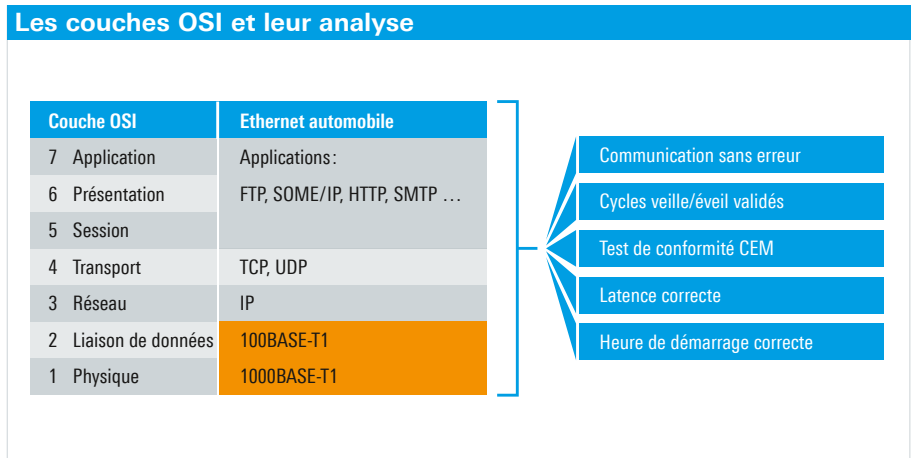 Les couches OSI et leur analyse
Couche OSI Ethernet automobile
7 Application Applications:
6 Présentation FTP, SOME/IP, HTTP, SMTP ...
5 Session
4 Transport TCP, UDP
3 Réseau IP
2 Liaison de données 100BASE-T1
1 Physique 1000BASE-T1
Communication sans erreur
Cycles veille/éveil validés
Test de conformité CEM
Latence correcte
Heure de démarrage correcte